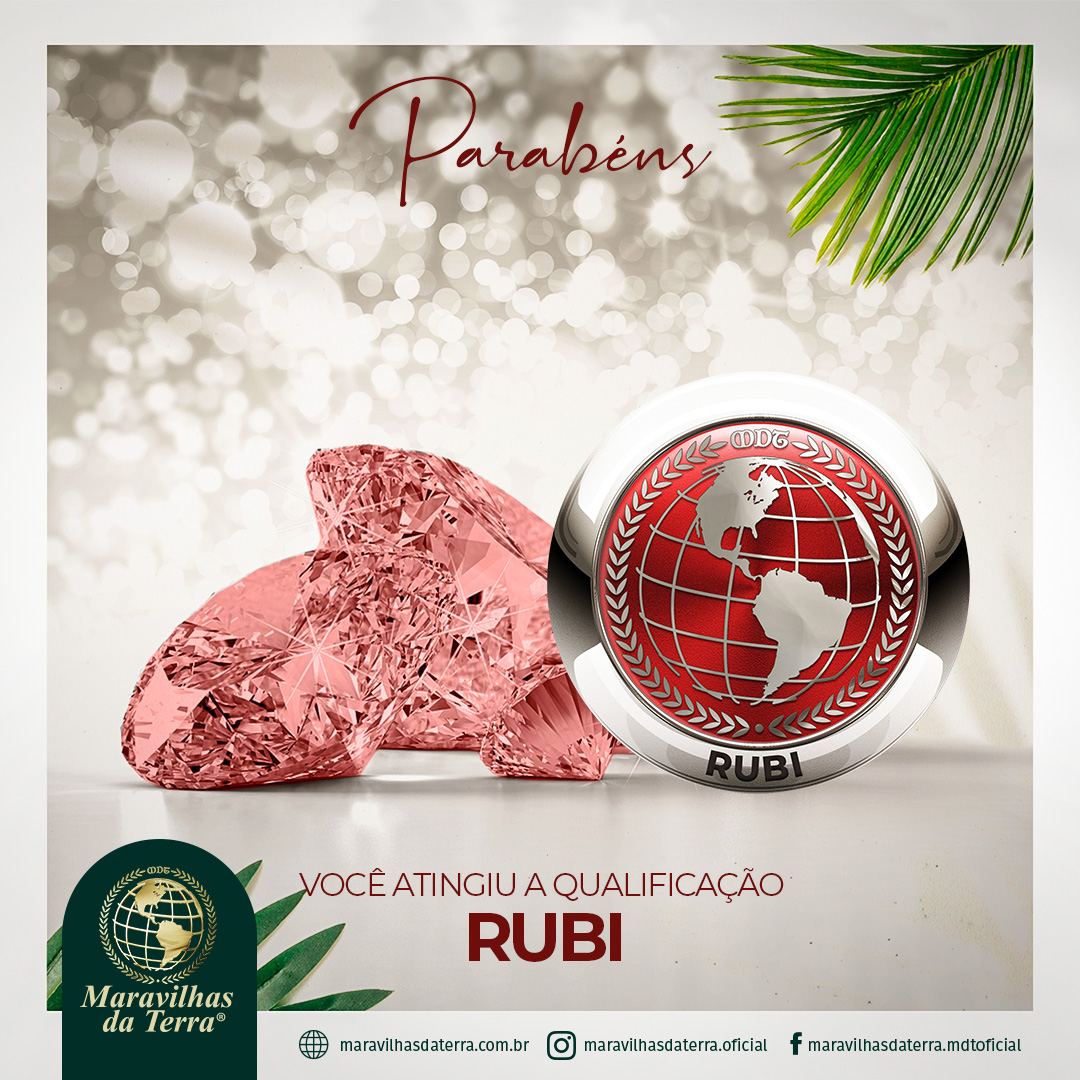 Parabéns
MDT
RUBI
VOCÊ ATINGIU A QUALIFICAÇÃO
RUBI
MDT
Maravilhas
da Terra®
maravilhasdaterra.com.br
maravilhasdaterra.oficial
maravilhasdaterra.mdtoficial